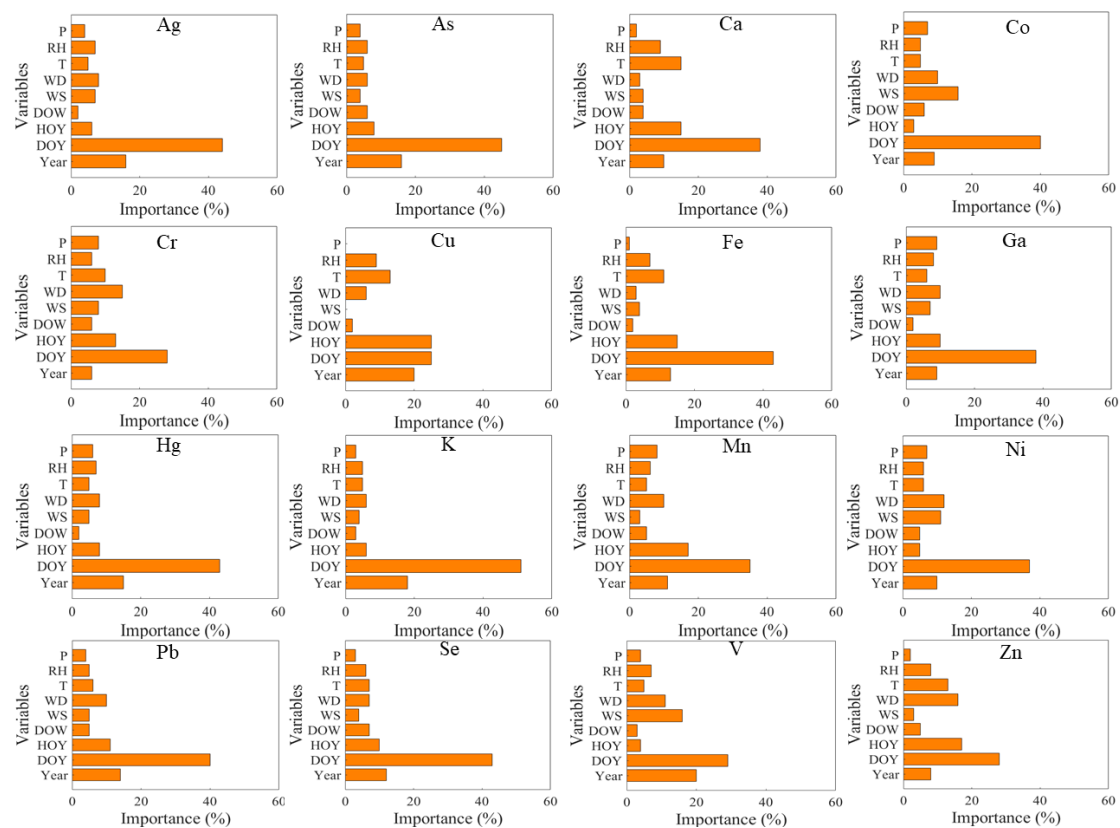 Ag
Variables
P
RH
T
WD
WS
DOW
HOY
DOY
Year
0 20 40 60
Importance (%)
As
Variables
P
RH
T
WD
WS
DOW
HOY
DOY
Year
0 20 40 60
Importance (%)
Ca
Variables
P
RH
T
WD
WS
DOW
HOY
DOY
Year
0 20 40 60
Importance (%)
Co
Variables
P
RH
T
WD
WS
DOW
HOY
DOY
Year
0 20 40 60
Importance (%)
Cr
Variables
P
RH
T
WD
WS
DOW
HOY
DOY
Year
0 20 40 60
Importance (%)
Cu
Variables
P
RH
T
WD
WS
DOW
HOY
DOY
Year
0 20 40 60
Importance (%)
Fe
Variables
P
RH
T
WD
WS
DOW
HOY
DOY
Year
0 20 40 60
Importance (%)
Ga
Variables
P
RH
T
WD
WS
DOW
HOY
DOY
Year
0 20 40 60
Importance (%)
Hg
Variables
P
RH
T
WD
WS
DOW
HOY
DOY
Year
0 20 40 60
Importance (%)
K
Variables
P
RH
T
WD
WS
DOW
HOY
DOY
Year
0 20 40 60
Importance (%)
Mn
Variables
P
RH
T
WD
WS
DOW
HOY
DOY
Year
0 20 40 60
Importance (%)
Ni
Variables
P
RH
T
WD
WS
DOW
HOY
DOY
Year
0 20 40 60
Importance (%)
Pb
Variables
P
RH
T
WD
WS
DOW
HOY
DOY
Year
0 20 40 60
Importance (%)
Se
Variables
P
RH
T
WD
WS
DOW
HOY
DOY
Year
0 20 40 60
Importance (%)
V
Variables
P
RH
T
WD
WS
DOW
HOY
DOY
Year
0 20 40 60
Importance (%)
Zn
Variables
P
RH
T
WD
WS
DOW
HOY
DOY
Year
0 20 40 60
Importance (%)